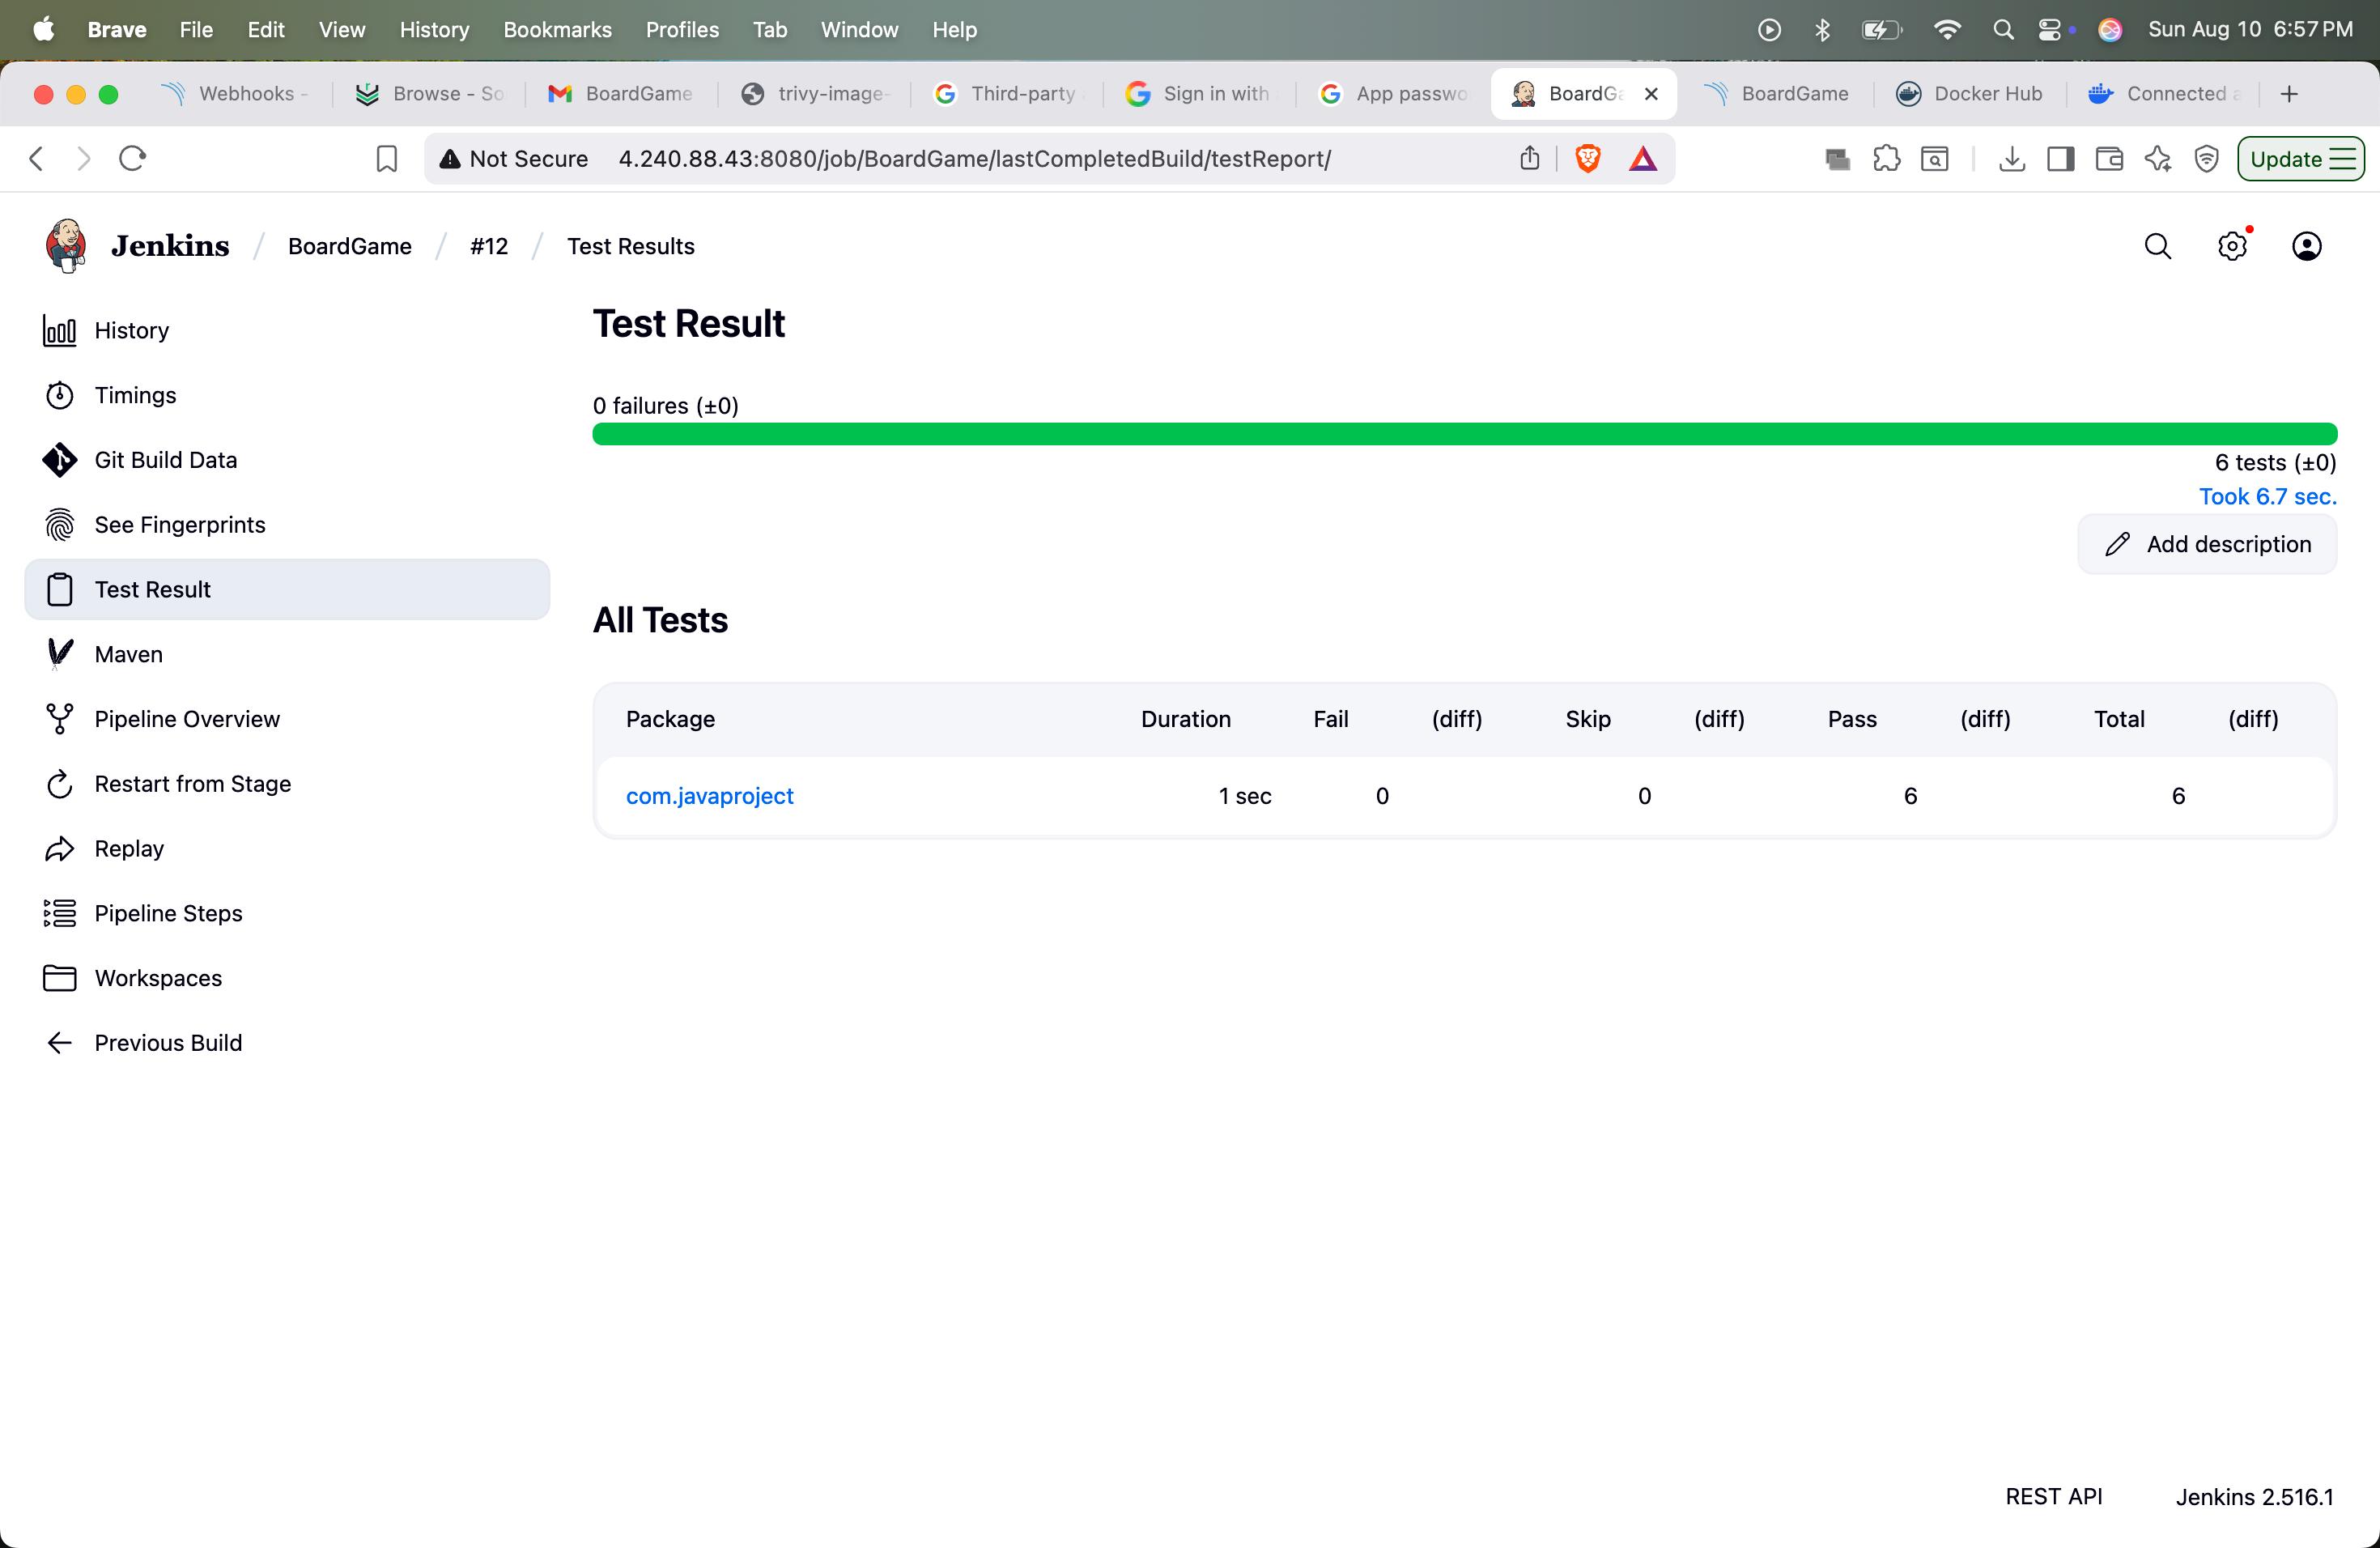 Brave File Edit View History Bookmarks Profiles Tab Window Help Sun Aug 10 6:57 PM
Webhooks - Browse - So BoardGame trivy-image- Third-party Sign in with App passwo BoardGa BoardGame Docker Hub Connected a
Not Secure 4.240.88.43:8080/job/BoardGame/lastCompletedBuild/testReport/ Update
Jenkins / BoardGame / #12 / Test Results
History
Timings
Git Build Data
See Fingerprints
Test Result
Maven
Pipeline Overview
Restart from Stage
Replay
Pipeline Steps
Workspaces
Previous Build
Test Result
0 failures (±0)
6 tests (±0)
Took 6.7 sec.
Add description
All Tests
Package Duration Fail (diff) Skip (diff) Pass (diff) Total (diff)
com.javaproject 1 sec 0 0 6 6
REST API Jenkins 2.516.1